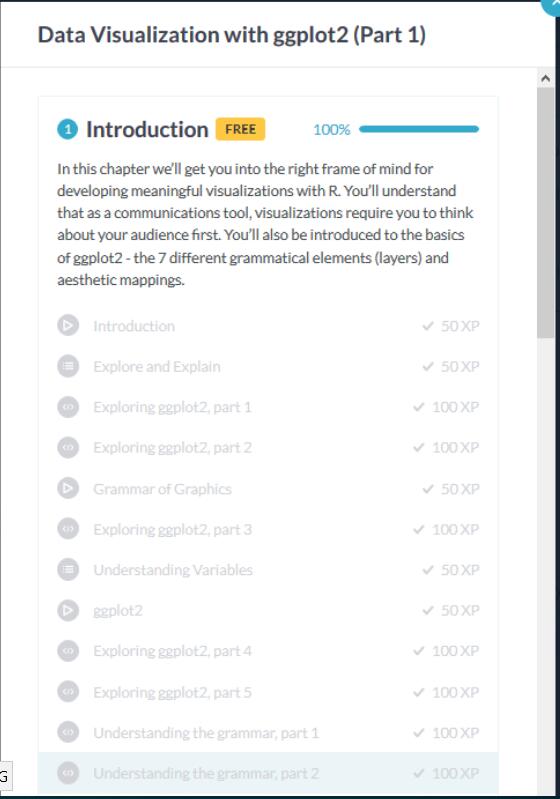 Data Visualization with ggplot2 (Part 1)
1 Introduction FREE 100%
In this chapter we'll get you into the right frame of mind for
developing meaningful visualizations with R. You'll understand
that as a communications tool, visualizations require you to think
about your audience first. You'll also be introduced to the basics
of ggplot2 - the 7 different grammatical elements (layers) and
aesthetic mappings.
Introduction 50 XP
Explore and Explain 50 XP
Exploring ggplot2, part 1 100 XP
Exploring ggplot2, part 2 100 XP
Grammar of Graphics 50 XP
Exploring ggplot2, part 3 100 XP
Understanding Variables 50 XP
ggplot2 50 XP
Exploring ggplot2, part 4 100 XP
Exploring ggplot2, part 5 100 XP
Understanding the grammar, part 1 100 XP
G
Understanding the grammar, part 2 100 XP